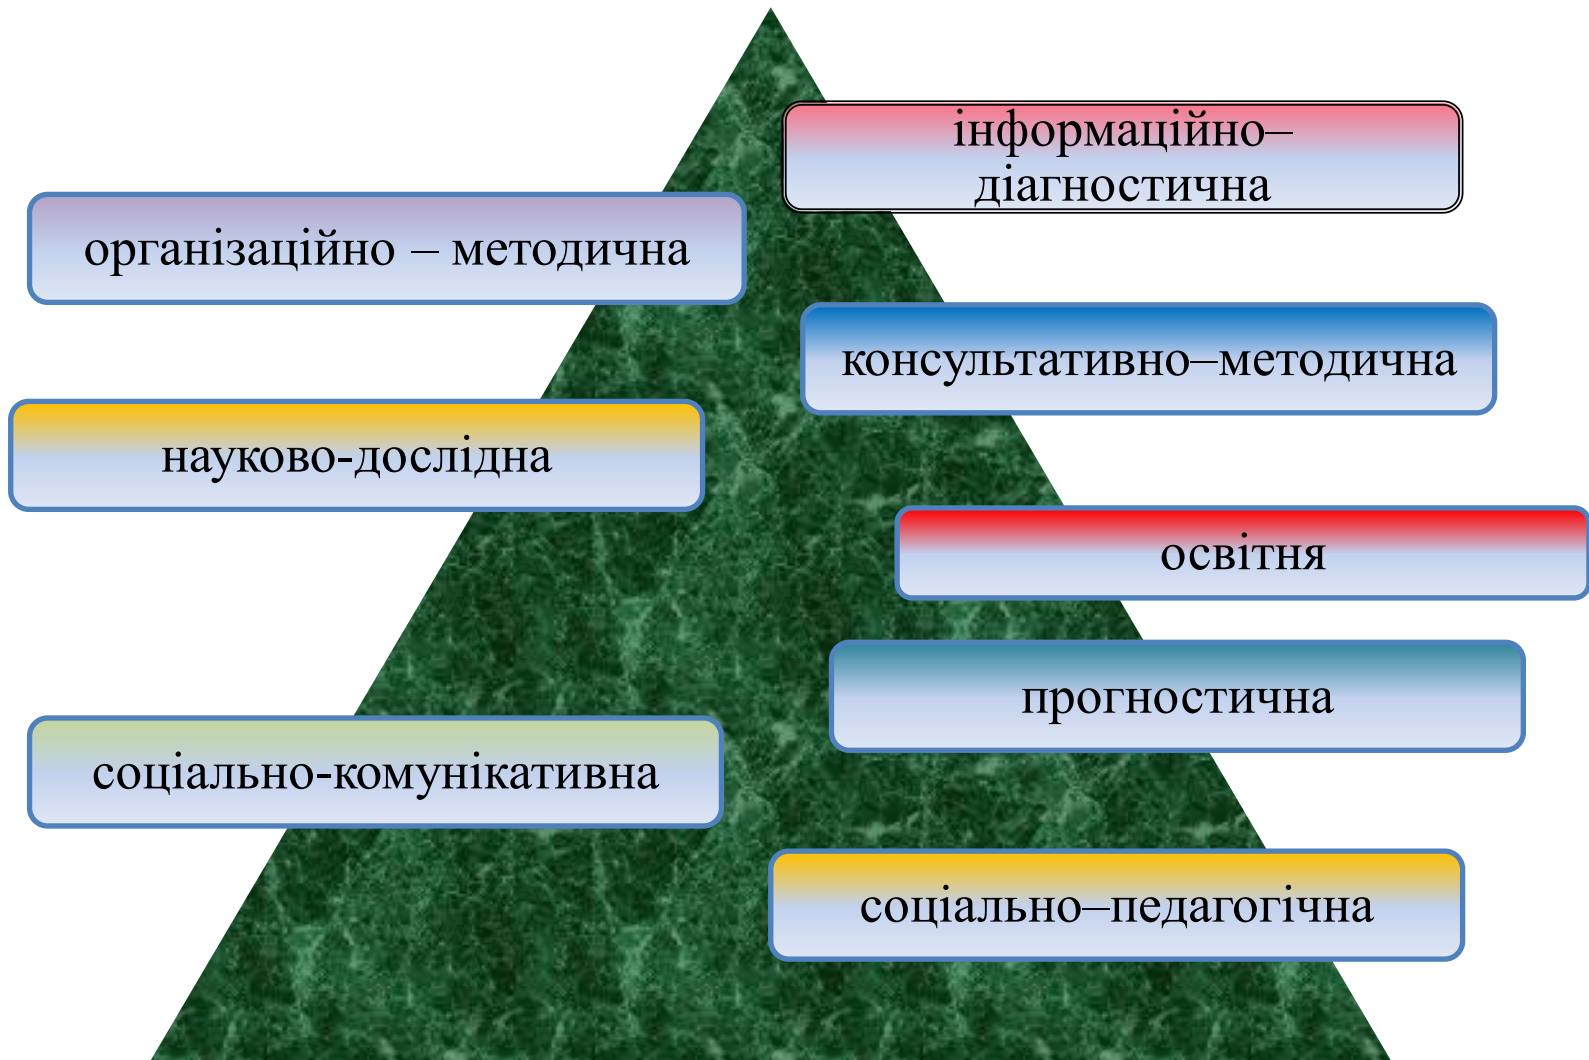 інформаційно–
діагностична
організаційно – методична
консультативно–методична
науково-дослідна
освітня
прогностична
соціально-комунікативна
соціально–педагогічна